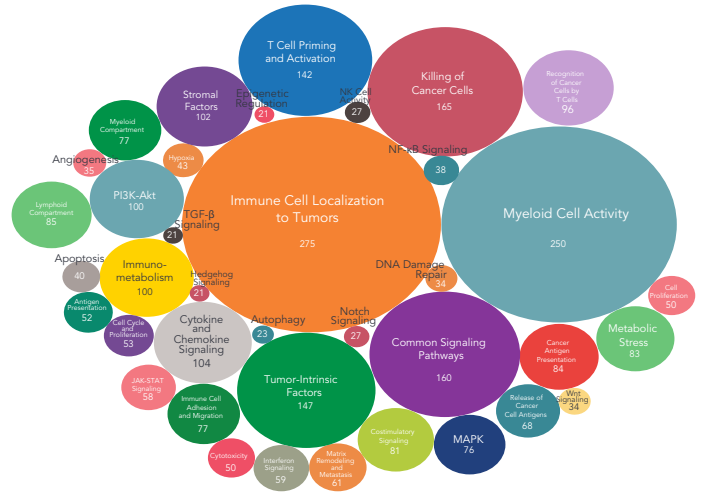 T Cell Priming
and Activation
142
Killing of
Cancer Cells
165
Recognition
of Cancer
Cells by
T Cells
96
Stromal
Factors
102
Epigenetic
Regulation
21
NK Cell
Activity
27
Myeloid
Compartment
77
Angiogenesis
35
Hypoxia
43
NF-kB Signaling
38
Lymphoid
Compartment
85
PI3K-Akt
100
TGF-β
Signaling
21
Immune Cell Localization
to Tumors
275
Myeloid Cell Activity
250
Apoptosis
40
Immuno-
metabolism
100
Hedgehog
Signaling
21
DNA Damage
Repair
34
Cell
Proliferation
50
Antigen
Presentation
52
Cell Cycle
and
Proliferation
53
Cytokine
and
Chemokine
Signaling
104
Autophagy
23
Notch
Signaling
27
Common Signaling
Pathways
160
Cancer
Antigen
Presentation
84
Metabolic
Stress
83
JAK-STAT
Signaling
58
Immune Cell
Adhesion
and Migration
77
Tumor-Intrinsic
Factors
147
Wnt
Signaling
34
Release of
Cancer
Cell Antigens
68
Costimulatory
Signaling
81
MAPK
76
Cytotoxicity
50
Interferon
Signaling
59
Matrix
Remodeling
and
Metastasis
61